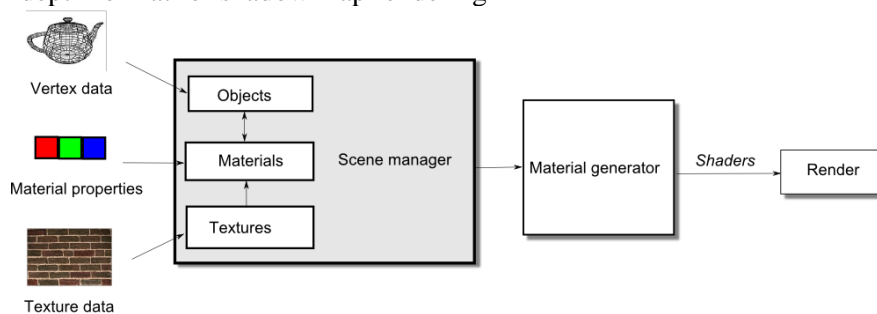 Vertex data
Material properties
Texture data
Objects
Materials
Textures
Scene manager
Material generator
Shaders
Render